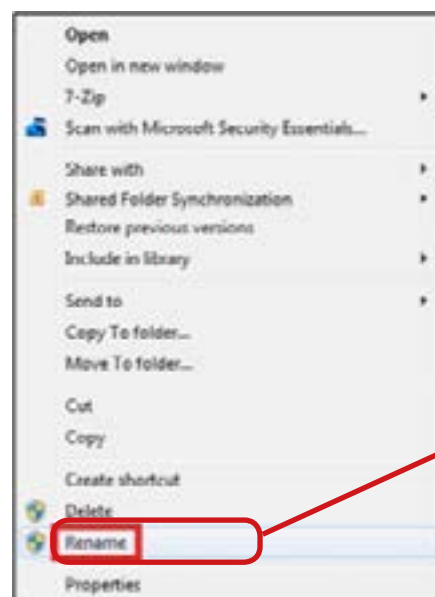 Open
Open in new window
7-Zip
Scan with Microsoft Security Essentials...
Share with
Shared Folder Synchronization
Restore previous versions
Include in library
Send to
Copy To folder...
Move To folder...
Cut
Copy
Create shortcut
Delete
Rename
Properties